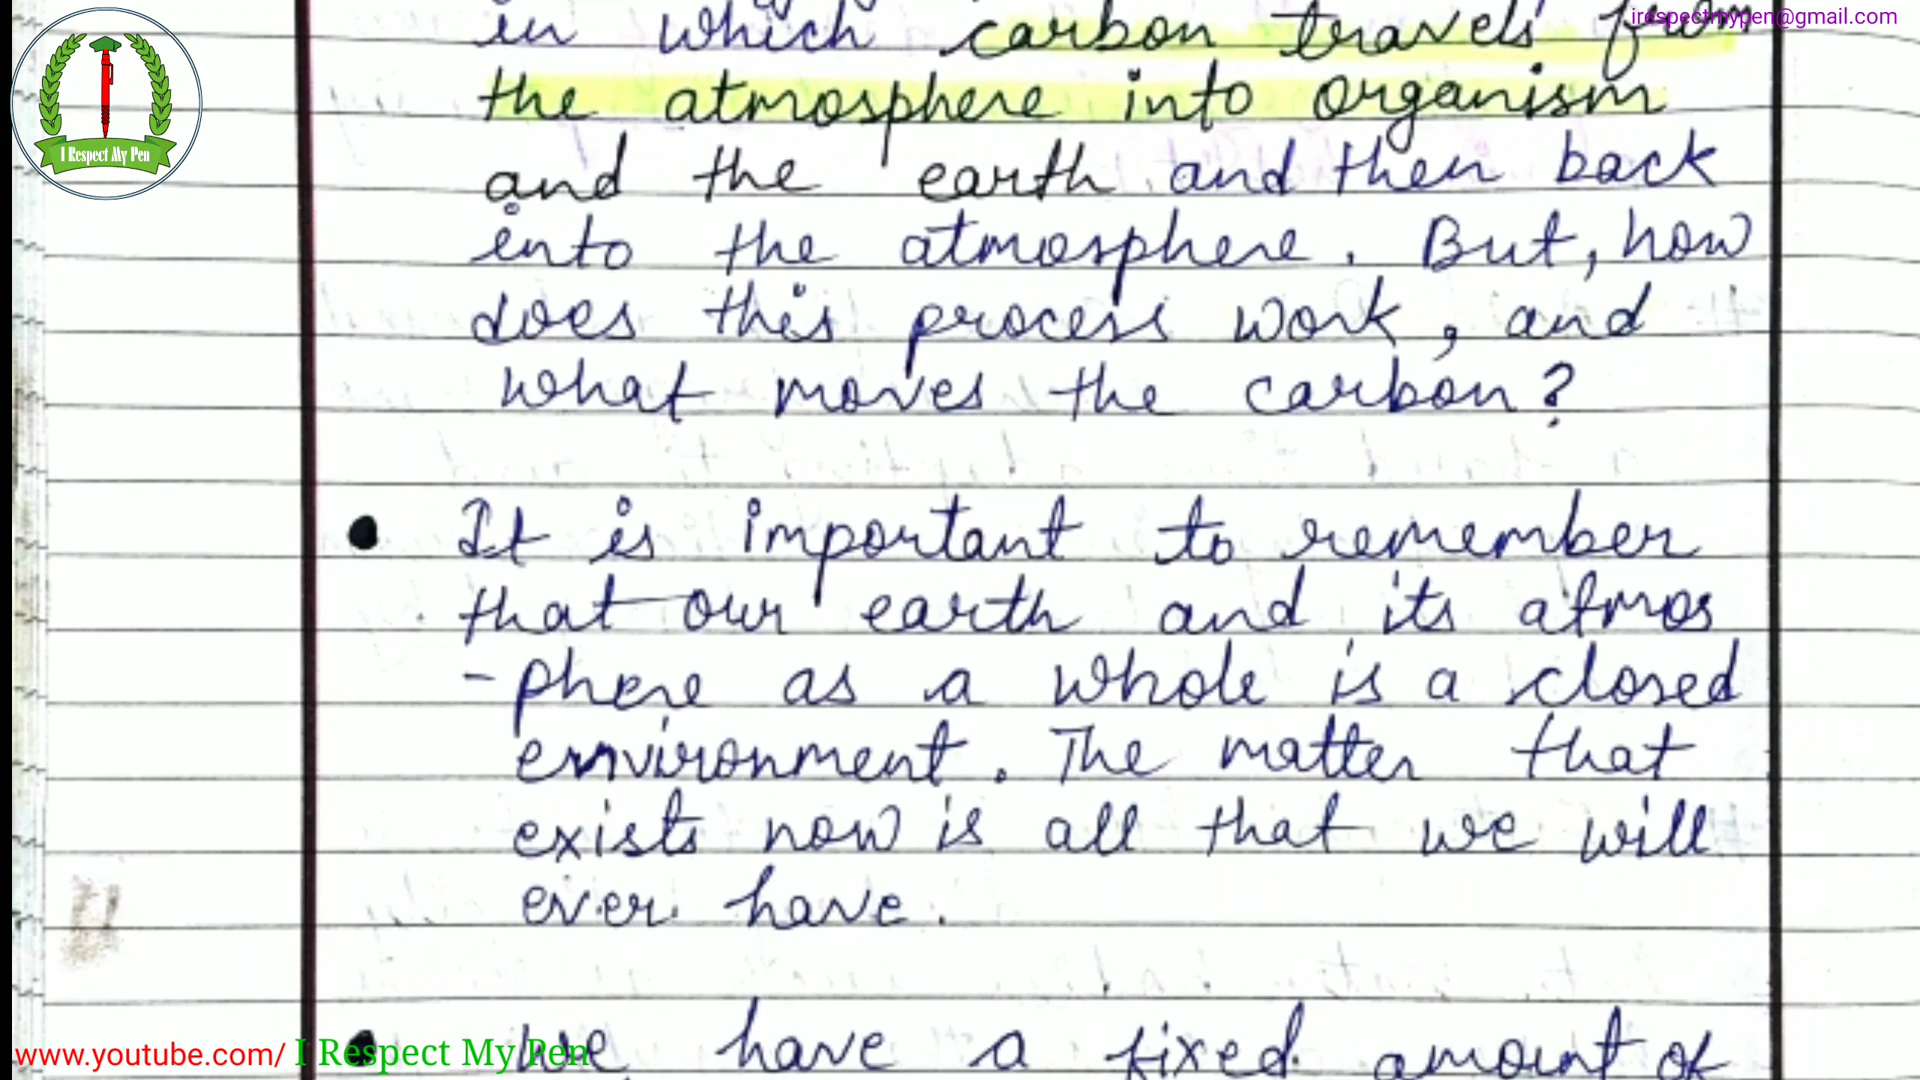 irespectmypen@gmail.com
in which carbon travels from
the atmosphere into organism
and the earth and then back
into the atmosphere. But, how
does this process work, and
what moves the carbon?
I Respect My Pen
• It is important to remember
that our earth and its atmos
-phere as a whole is a closed
environment. The matter that
exists now is all that we will
ever have.
• We have a fixed amount of
www.youtube.com/ I Respect My Pen